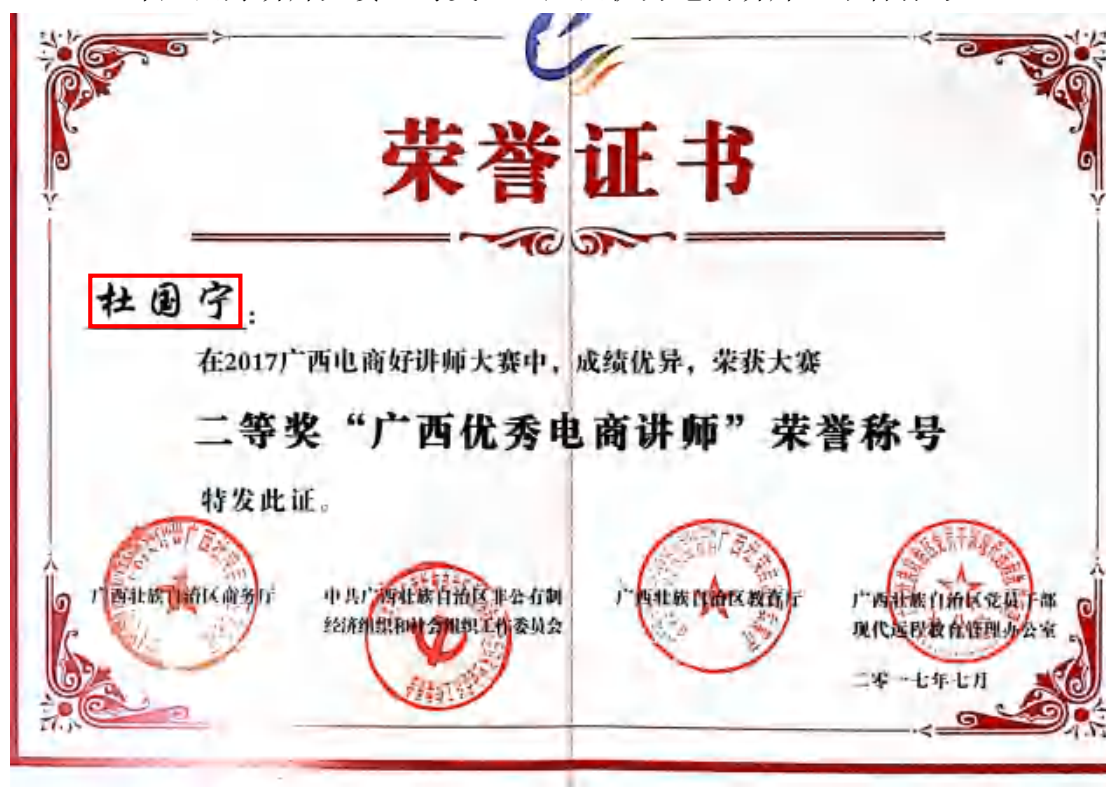 荣誉证书
杜国宁：
在2017广西电商好讲师大赛中，成绩优异，荣获大赛
二等奖“广西优秀电商讲师”荣誉称号
特发此证。
广西壮族自治区商务厅
中共广西壮族自治区非公有制
经济组织和社会组织工作委员会
广西壮族自治区教育厅
广西壮族自治区党员干部
现代远程教育管理办公室
二零一七年七月